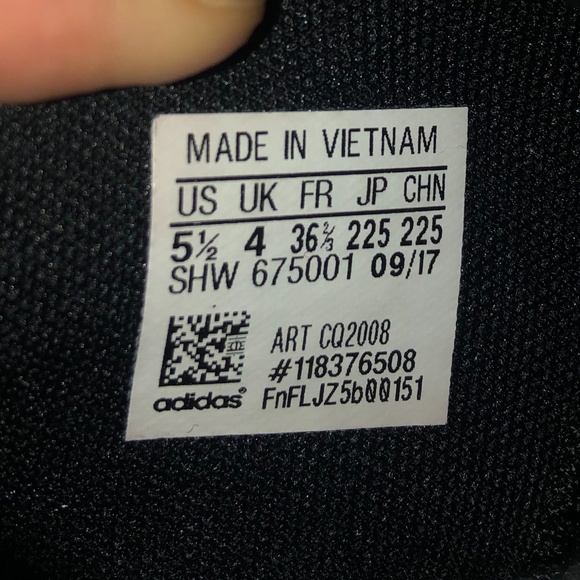 MADE IN VIETNAM
US UK FR JP CHN
5½ 4 36⅔ 225 225
SHW 675001 09/17
ART CQ2008
#118376508
adidas® FnFLJZ5b00151